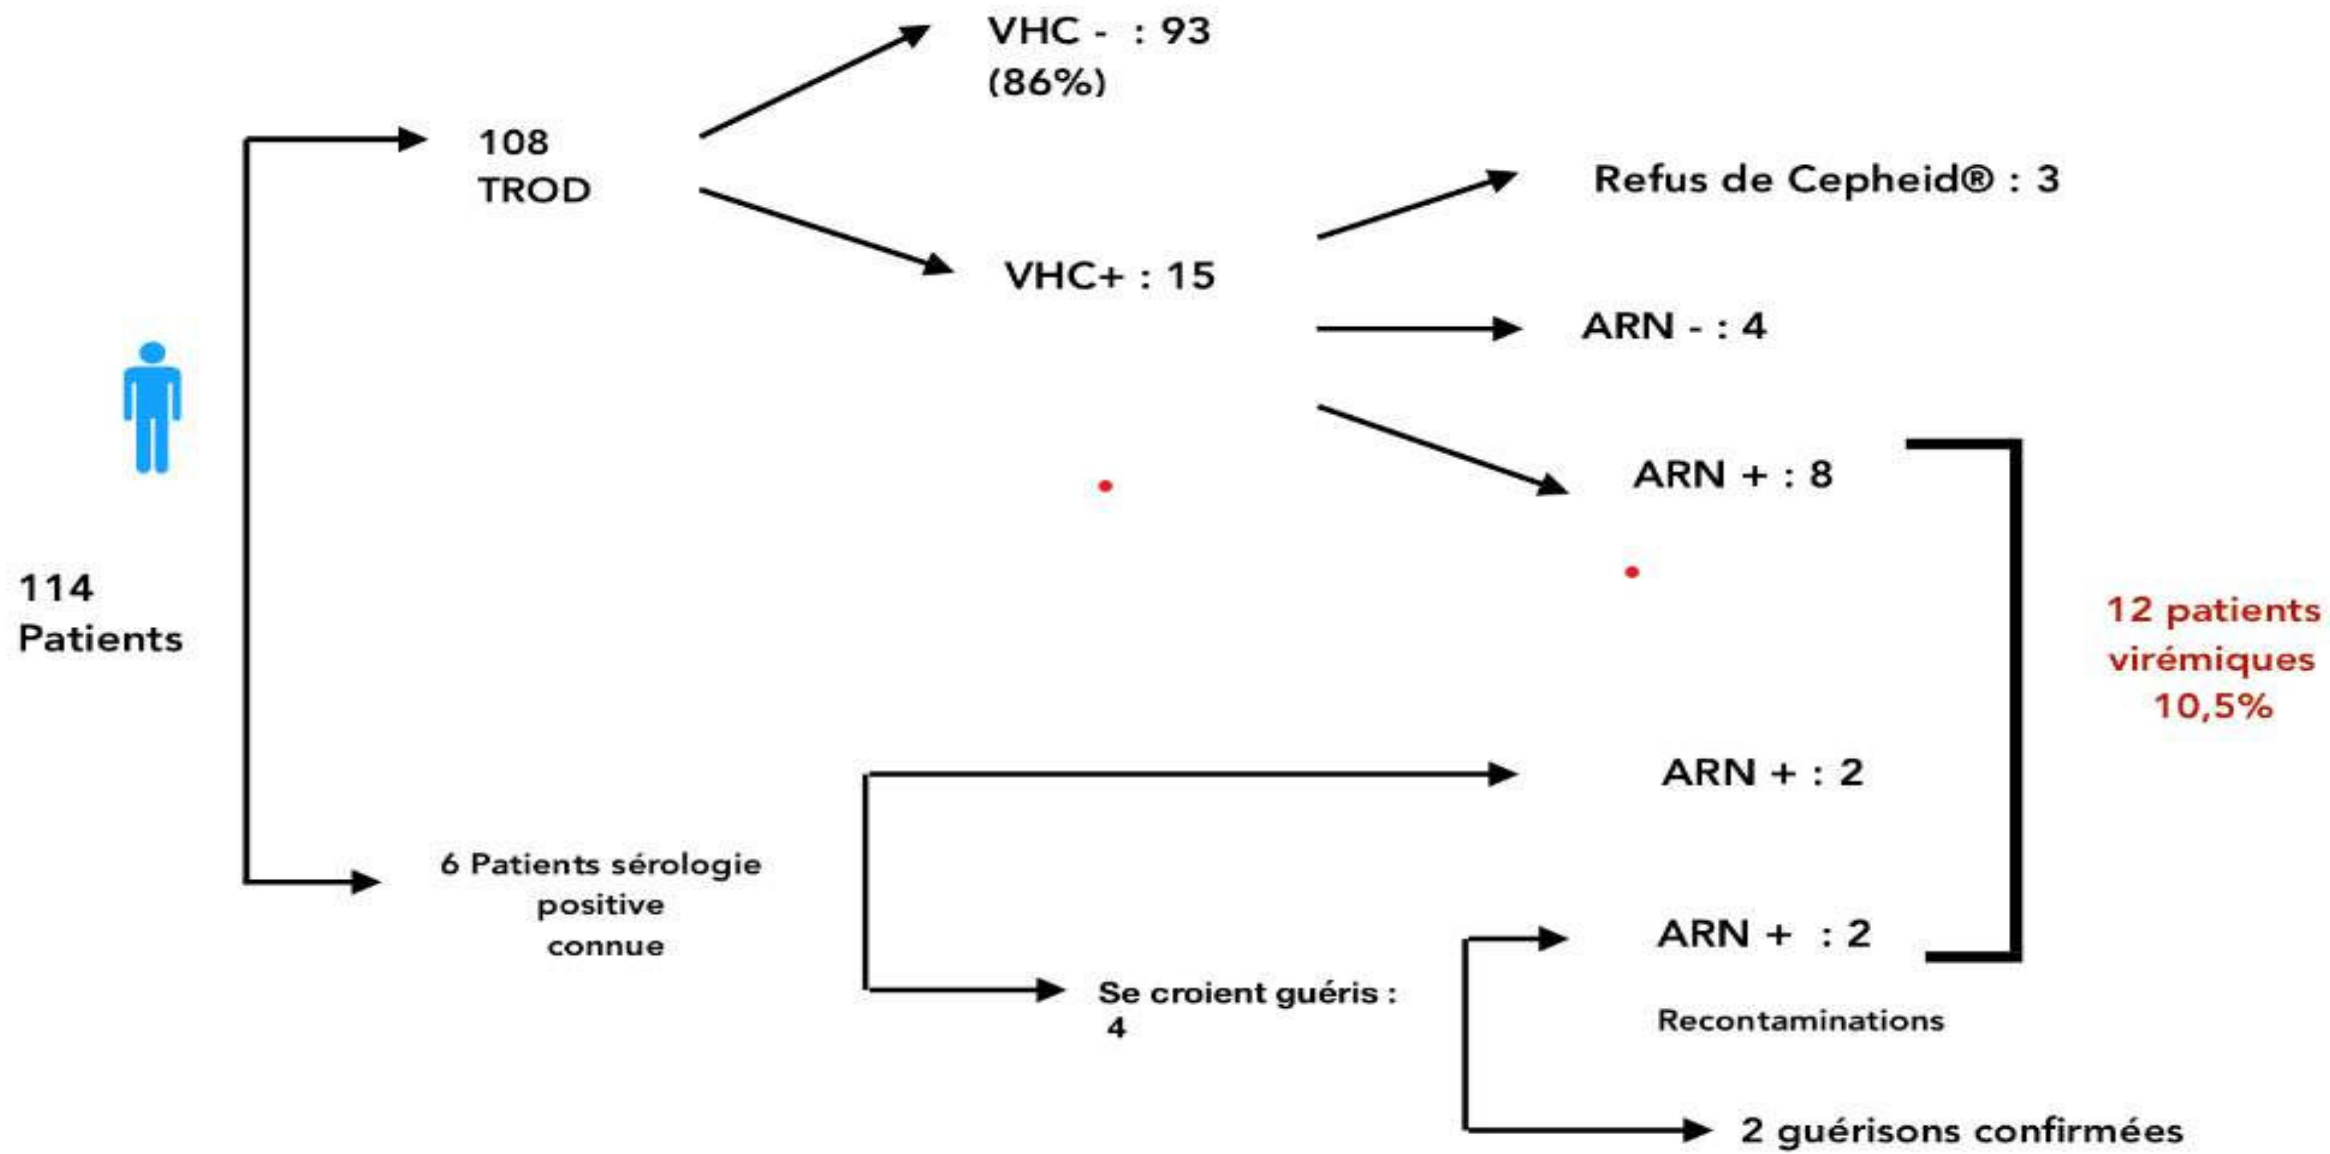 VHC -  : 93
(86%)
108
TROD
Refus de Cepheid® : 3
VHC+ : 15
ARN - : 4
ARN + : 8
114
Patients
12 patients
virémiques
10,5%
ARN + : 2
6 Patients sérologie
positive
connue
ARN +  : 2
Se croient guéris :
4
Recontaminations
2 guérisons confirmées